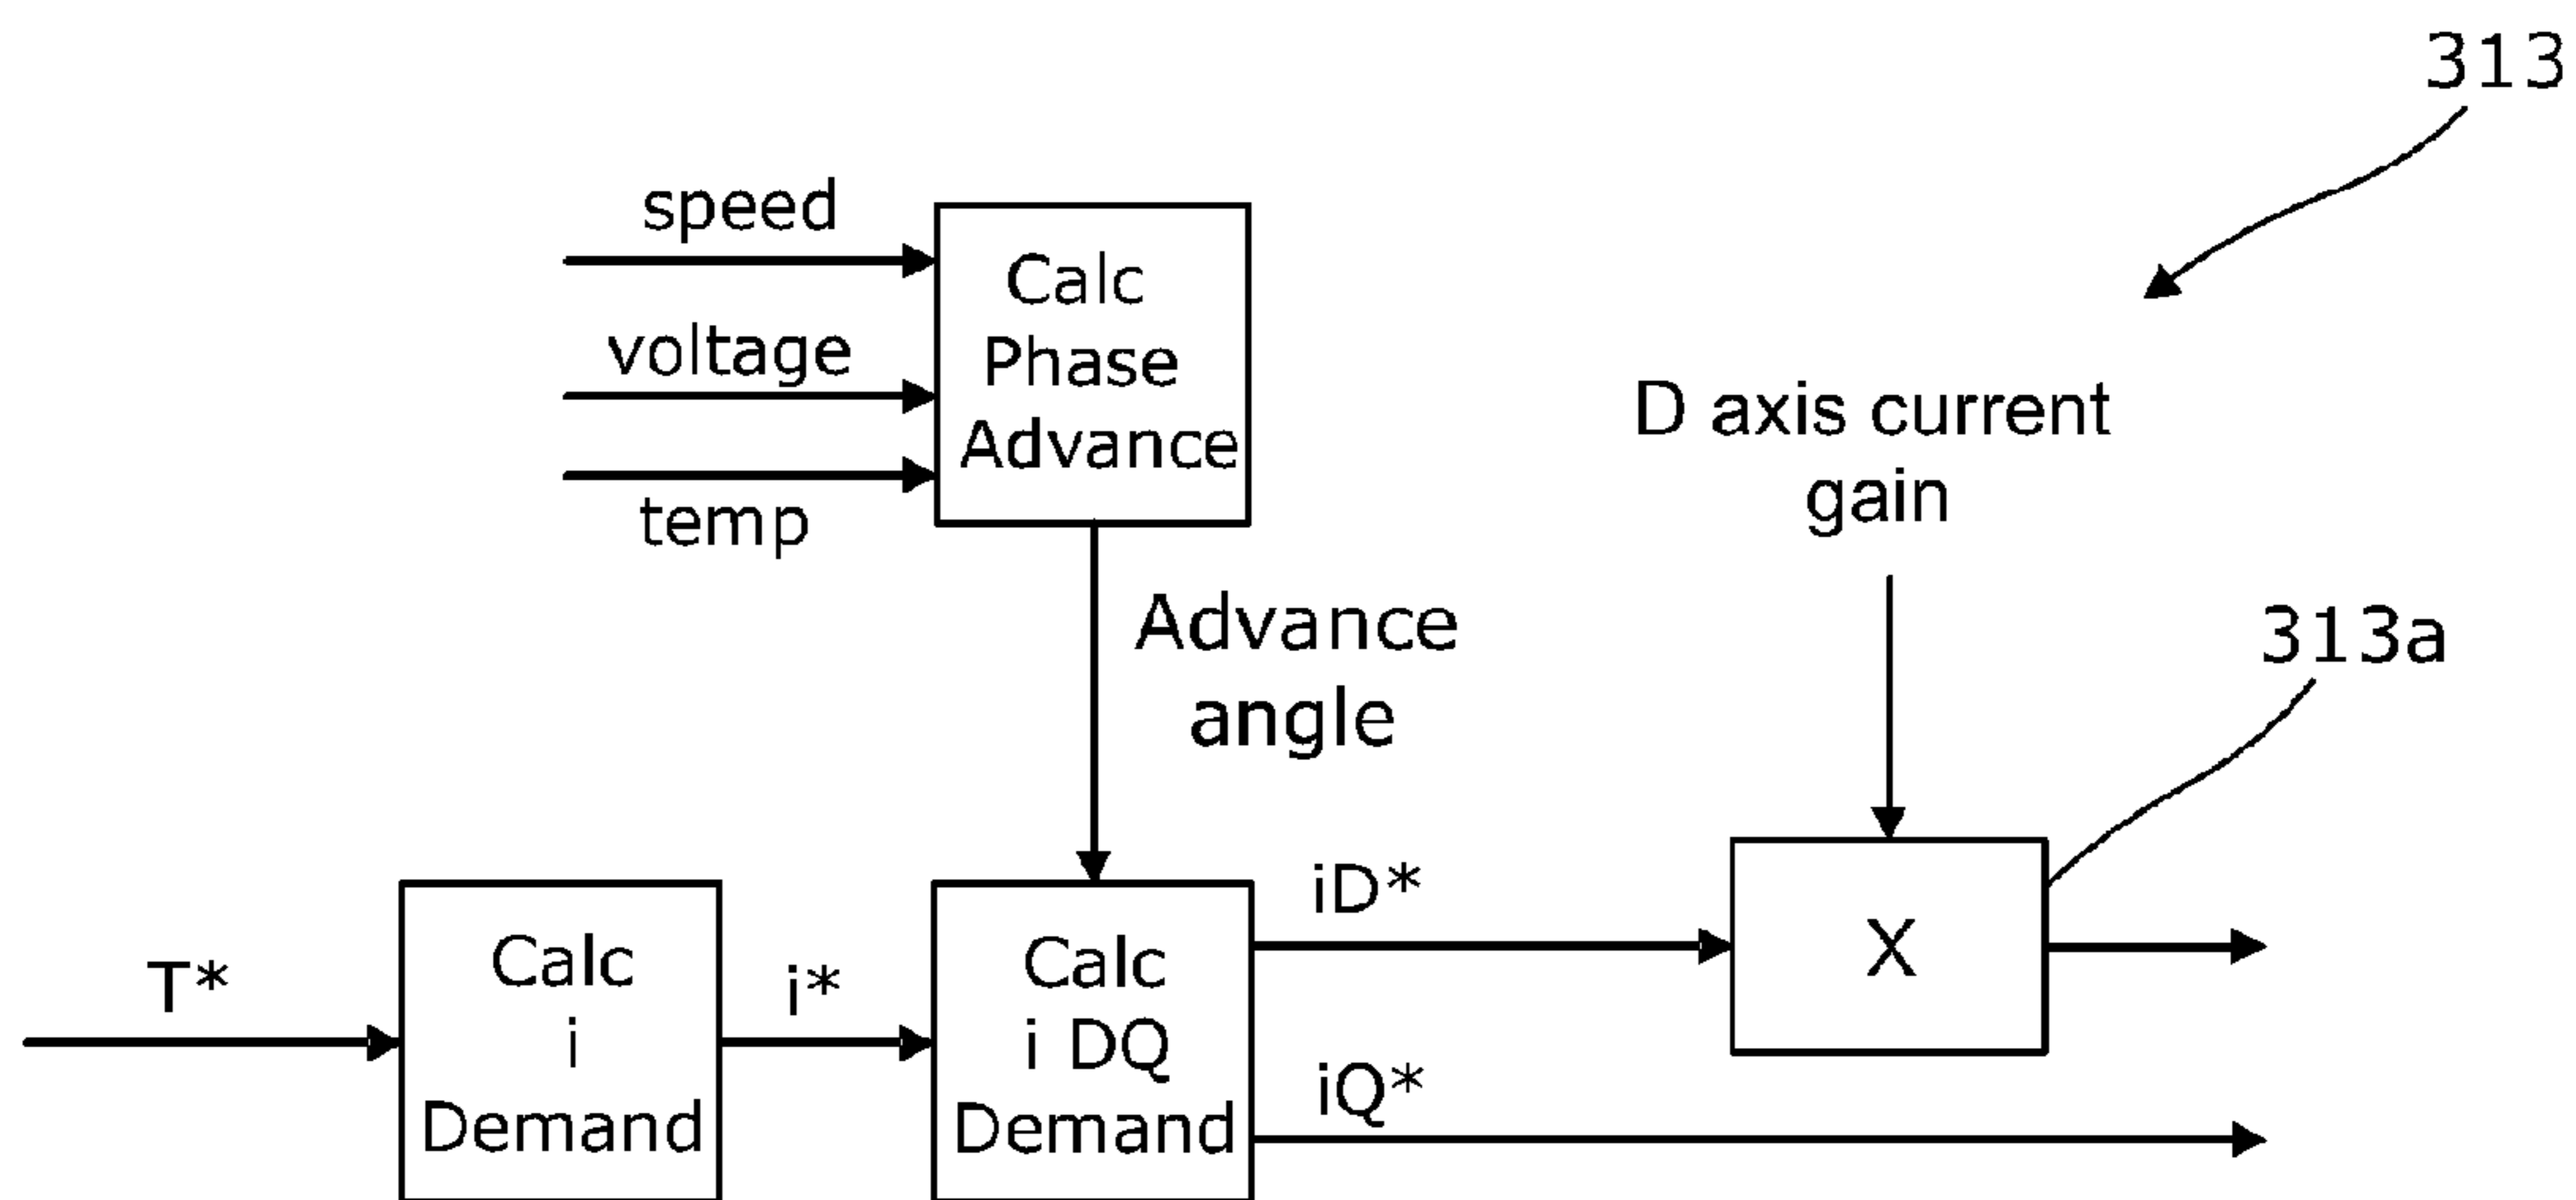 313
speed
voltage
temp
Calc
Phase
Advance
D axis current
gain
Advance
angle
313a
T*
Calc
i
Demand
i*
Calc
i DQ
Demand
iD*
iQ*
X